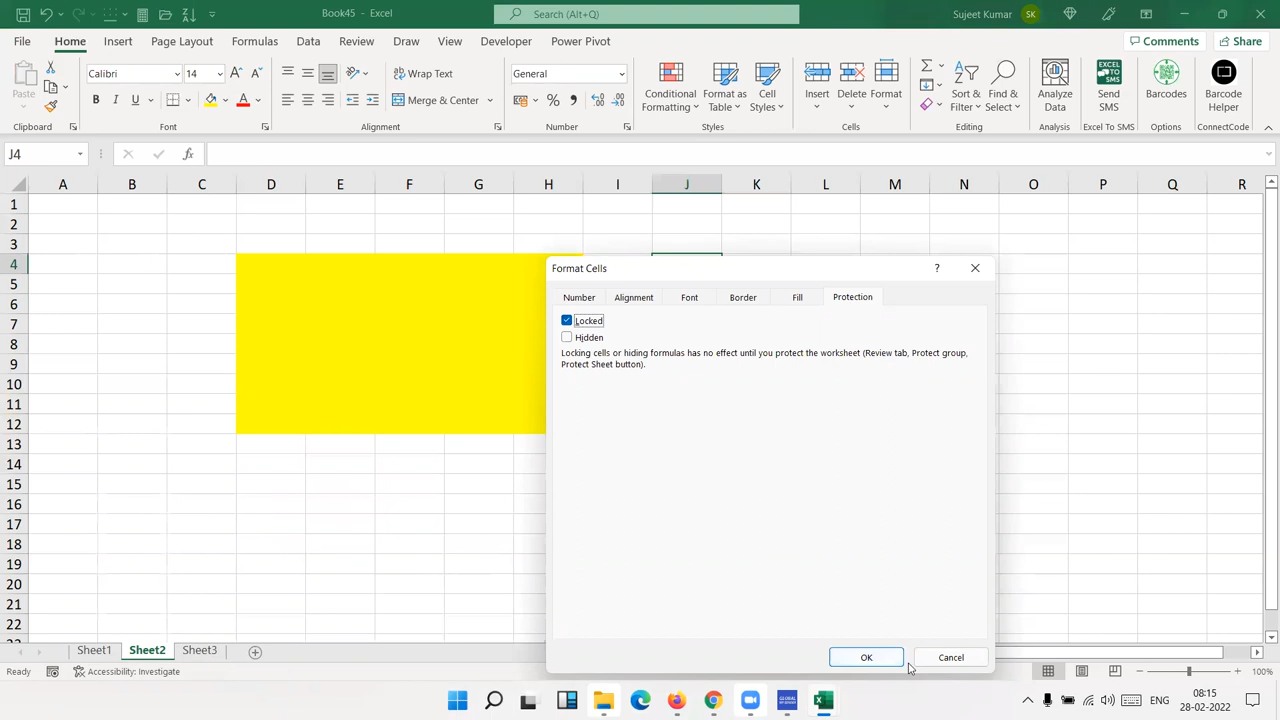 Book45 - Excel
Search (Alt+Q)
Sujeet Kumar
SK
File Home Insert Page Layout Formulas Data Review View Developer Automate Power Pivot
Comments
Share
Paste
Calibri 14
B I U
A A
Wrap Text
Merge & Center
General
Conditional Formatting
Format as Table
Cell Styles
Insert
Delete
Format
Sort & Filter
Find & Select
Analyze Data
Send SMS
Barcodes
Barcode Helper
Clipboard Font Alignment Number Styles Cells Editing Analysis Excel To SMS Options ConnectCode
J4
fx
A B C D E F G H I J K L M N O P Q R
1
2
3
4
Format Cells
?
5
Number Alignment Font Border Fill Protection
6
Locked
7
Hidden
8
Locking cells or hiding formulas has no effect until you protect the worksheet (Review tab, Protect group,
Protect Sheet button).
9
10
11
12
13
14
15
16
17
18
19
20
21
22
OK
Cancel
Sheet1 Sheet2 Sheet3
Ready
Accessibility: Investigate
100%
ENG
08:15
28-02-2022